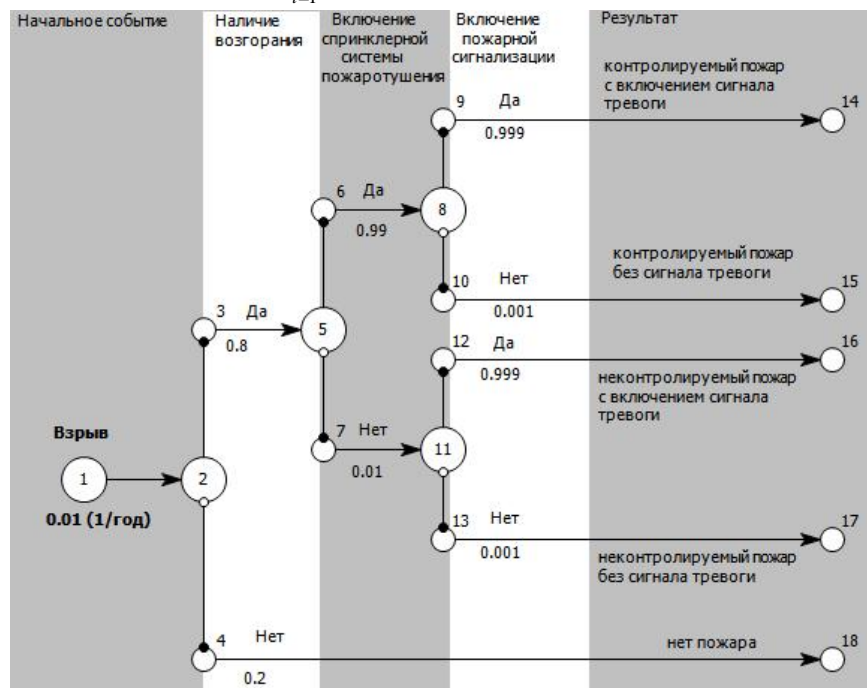 Начальное событие
Наличие
возгорания
Включение
спринклерной
системы
пожаротушения
Включение
пожарной
сигнализации
Результат
контролируемый пожар
с включением сигнала
тревоги
9 Да
14
0.999
6 Да
8
0.99
контролируемый пожар
без сигнала тревоги
10 Нет
15
0.001
3 Да
5
0.8
12 Да
16
0.999
неконтролируемый пожар
с включением сигнала
тревоги
Взрыв
7 Нет
11
0.01
1
2
0.01 (1/год)
13 Нет
17
0.001
неконтролируемый пожар
без сигнала тревоги
4 Нет
нет пожара
18
0.2